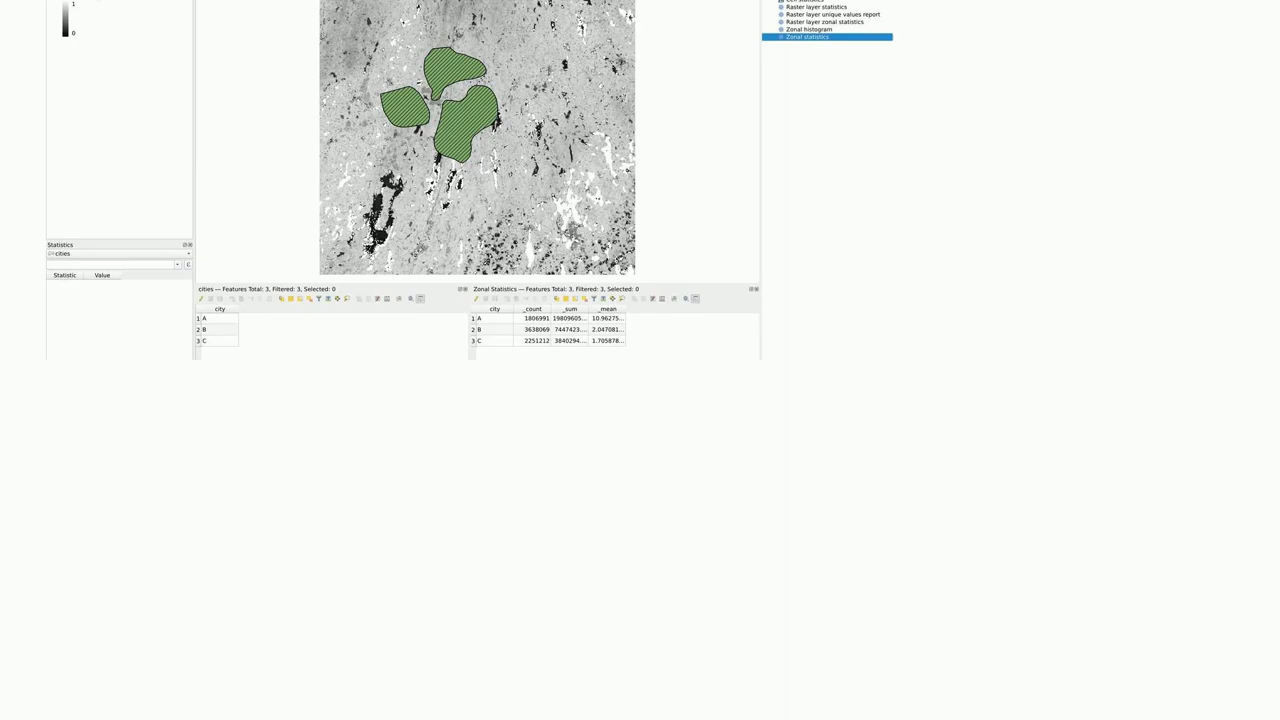 1
0
Cell statistics
Raster layer statistics
Raster layer unique values report
Raster layer zonal statistics
Zonal histogram
Zonal statistics
Statistics
cities
Statistic Value
cities — Features Total: 3, Filtered: 3, Selected: 0
city
1 A
2 B
3 C
Zonal Statistics — Features Total: 3, Filtered: 3, Selected: 0
city _count _sum _mean
1 A 1806991 19809605... 10.96275...
2 B 3638069 7447423.... 2.047081...
3 C 2251212 3840294.... 1.705878...